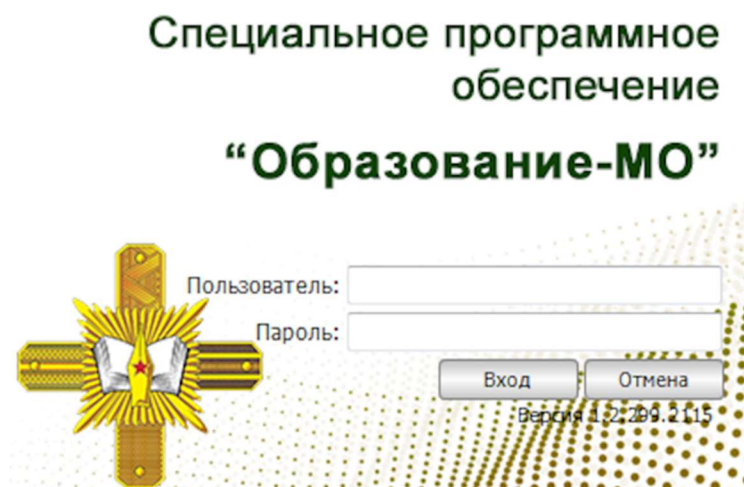 Специальное программное
обеспечение
“Образование-МО”
Пользователь:
Пароль:
Вход Отмена
Версия 1.2.299.2115